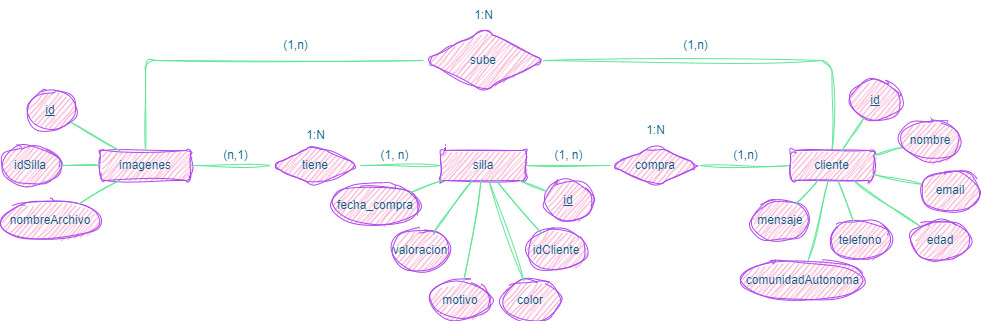 1:N
(1,n)
(1,n)
sube
id
id
nombre
1:N
1:N
idSilla
imagenes
(n,1)
tiene
(1, n)
silla
(1, n)
compra
(1,n)
cliente
email
fecha_compra
id
nombreArchivo
mensaje
telefono
edad
valoracion
idCliente
comunidadAutonoma
motivo
color